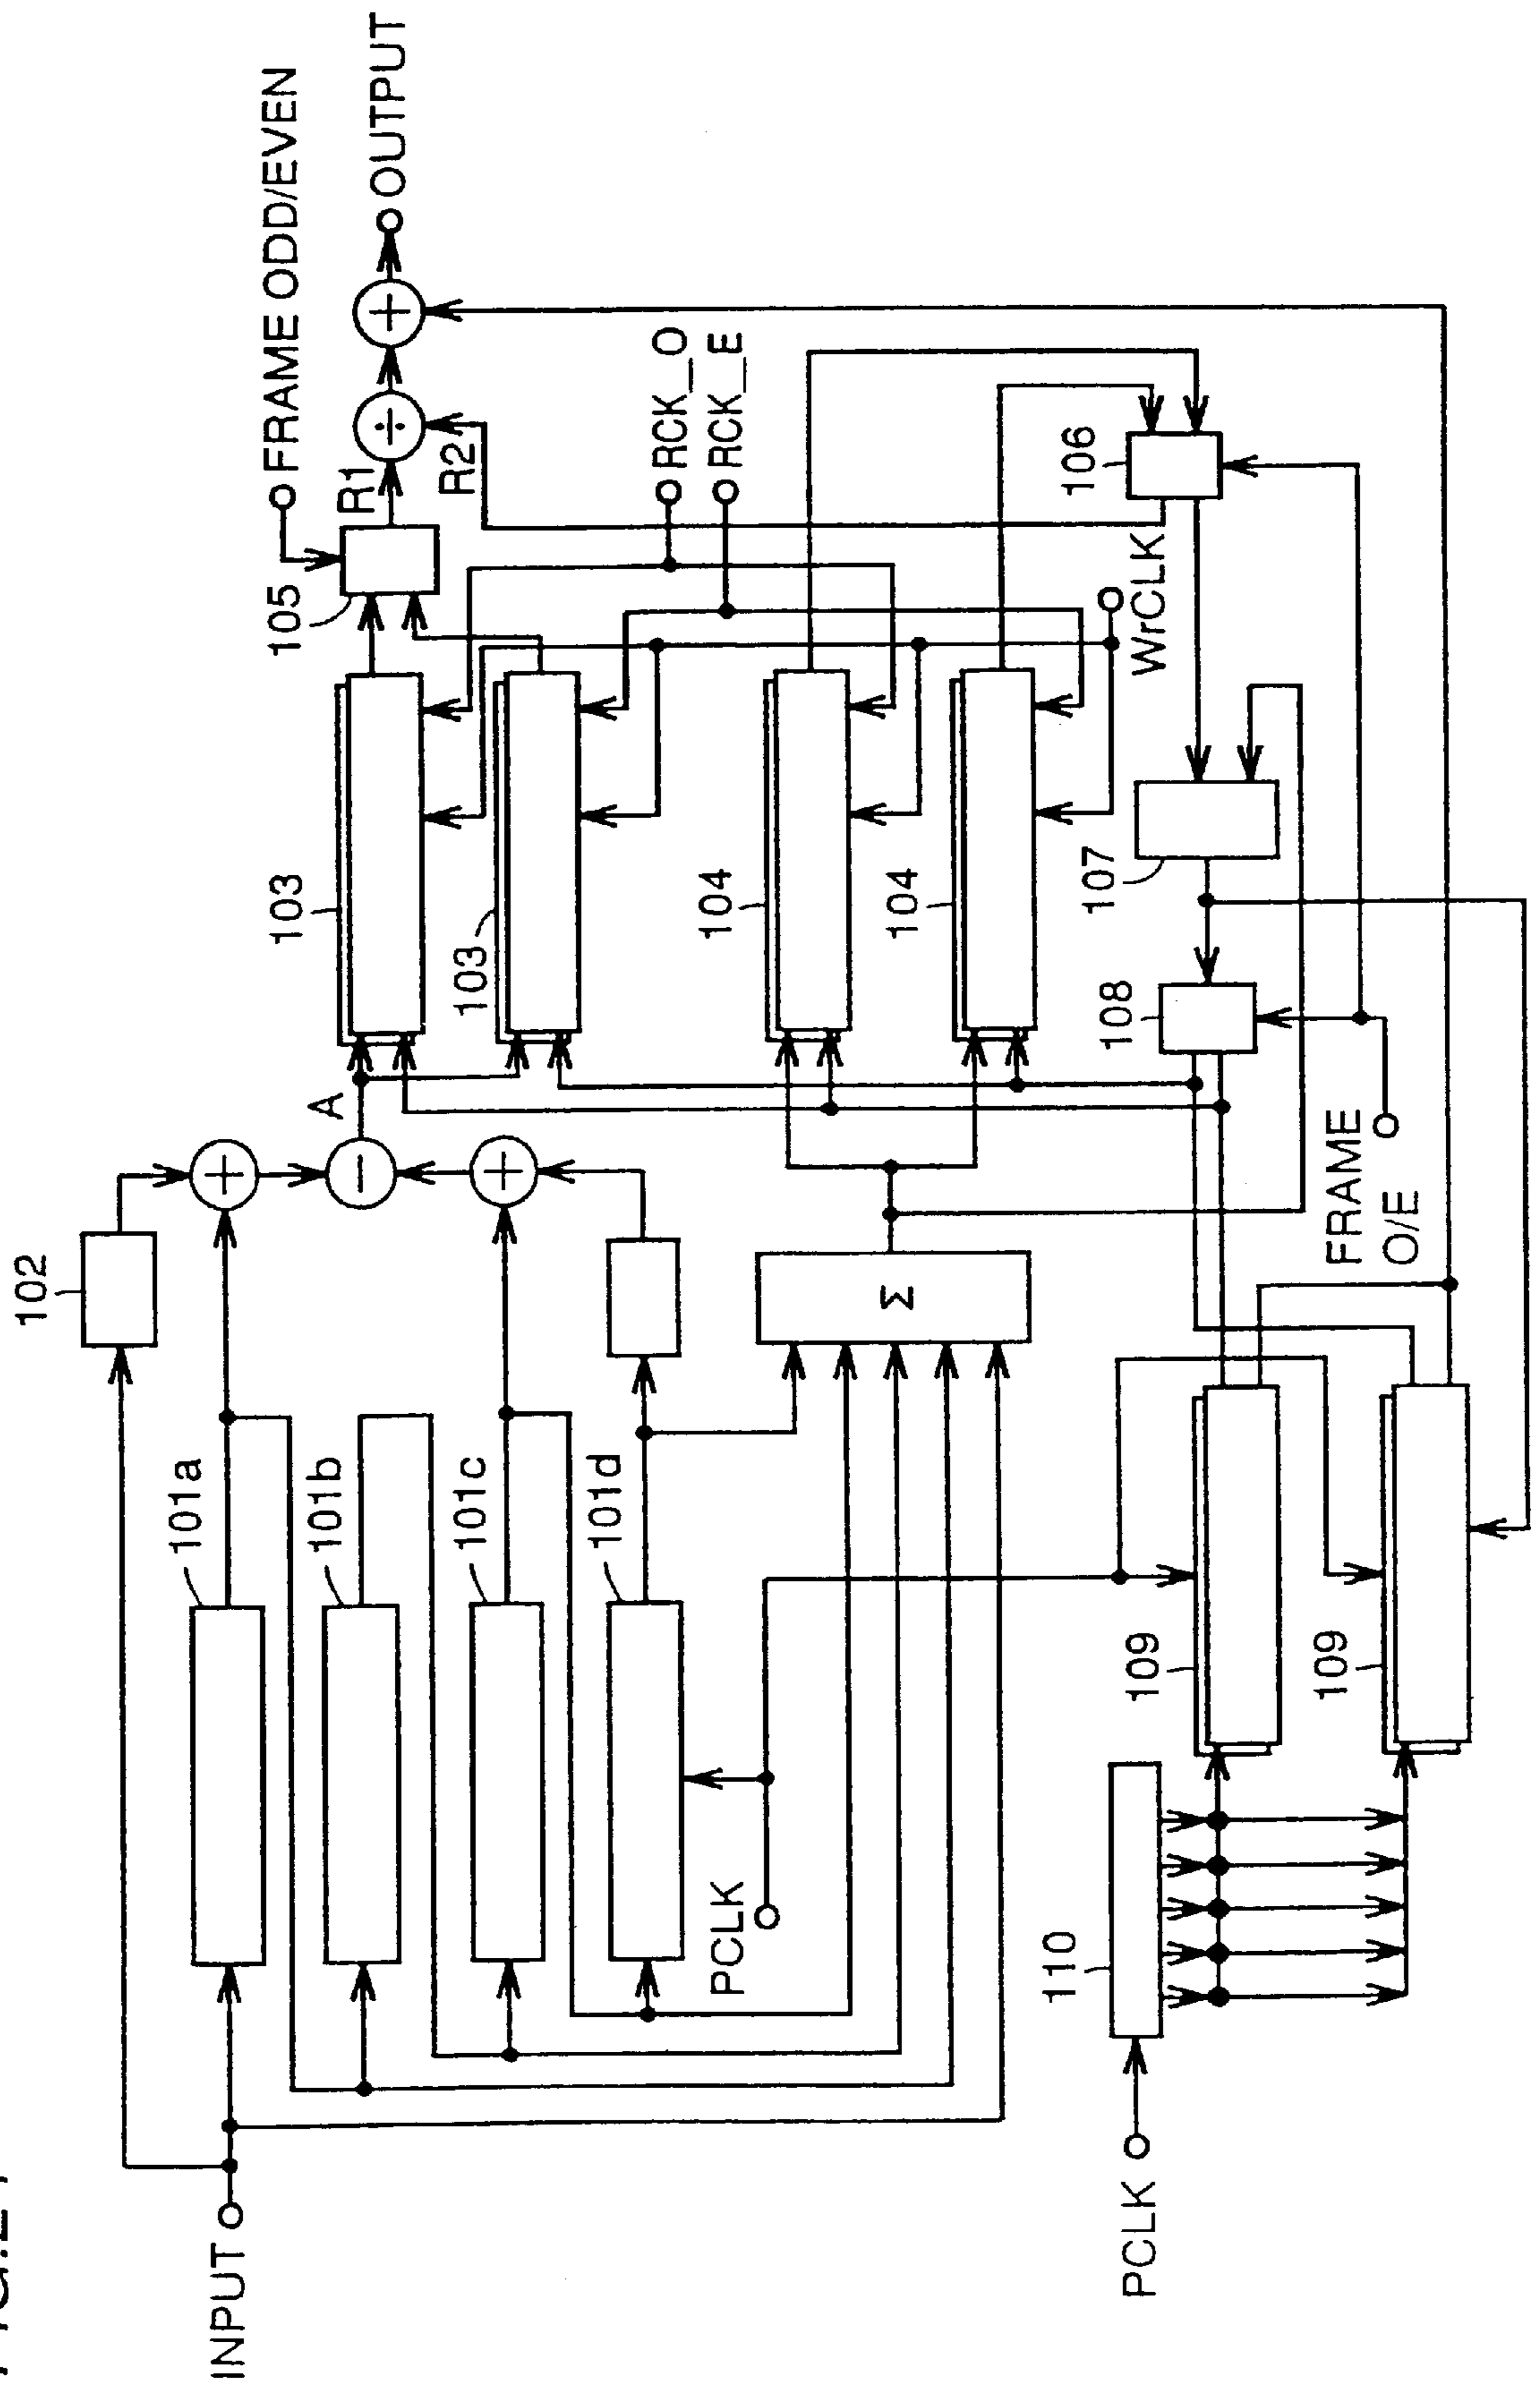 INPUT
102
101a
101b
101c
101d
PCLK
Σ
A
103
103
104
104
105
FRAME ODD/EVEN
R1
R2
OUTPUT
RCK_O
RCK_E
WrCLK
106
107
108
FRAME
O/E
109
109
110
PCLK
+
−
+
÷
+